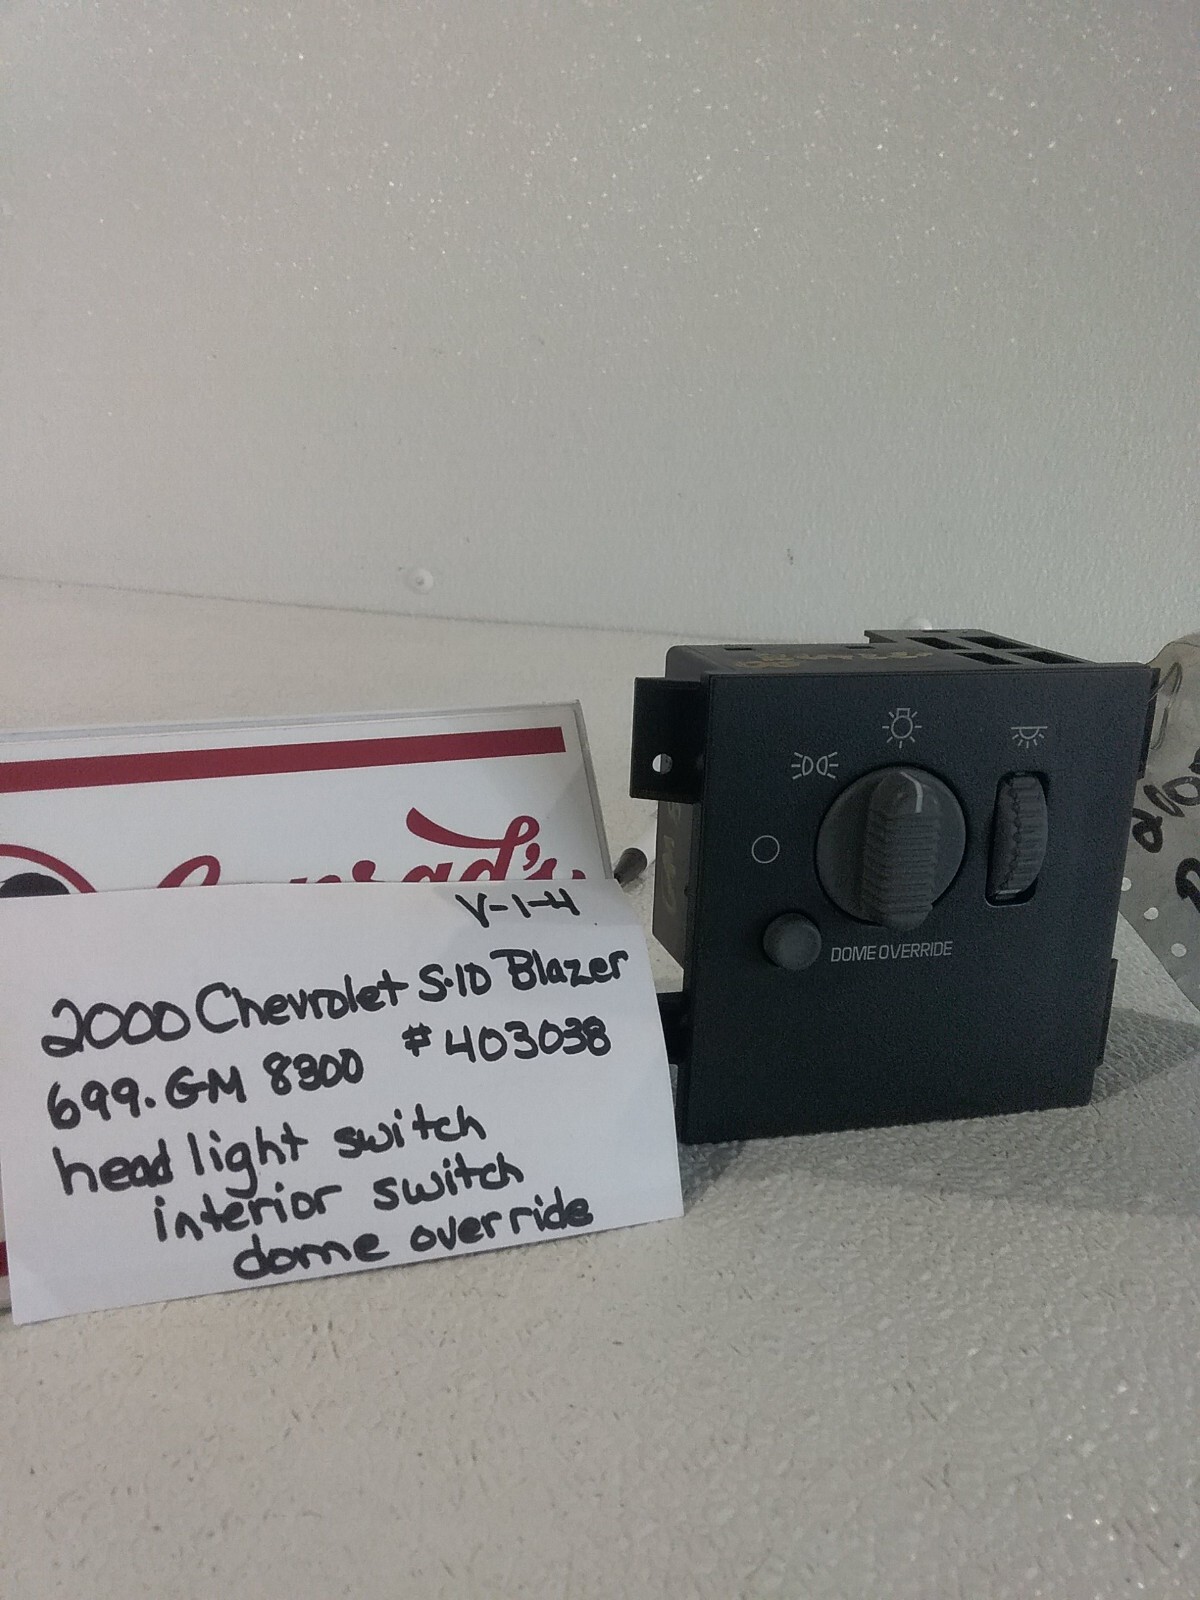 V-1-4
2000 Chevrolet S-10 Blazer
699.GM 8300 #403038
head light switch
interior switch
dome override
DOME OVERRIDE